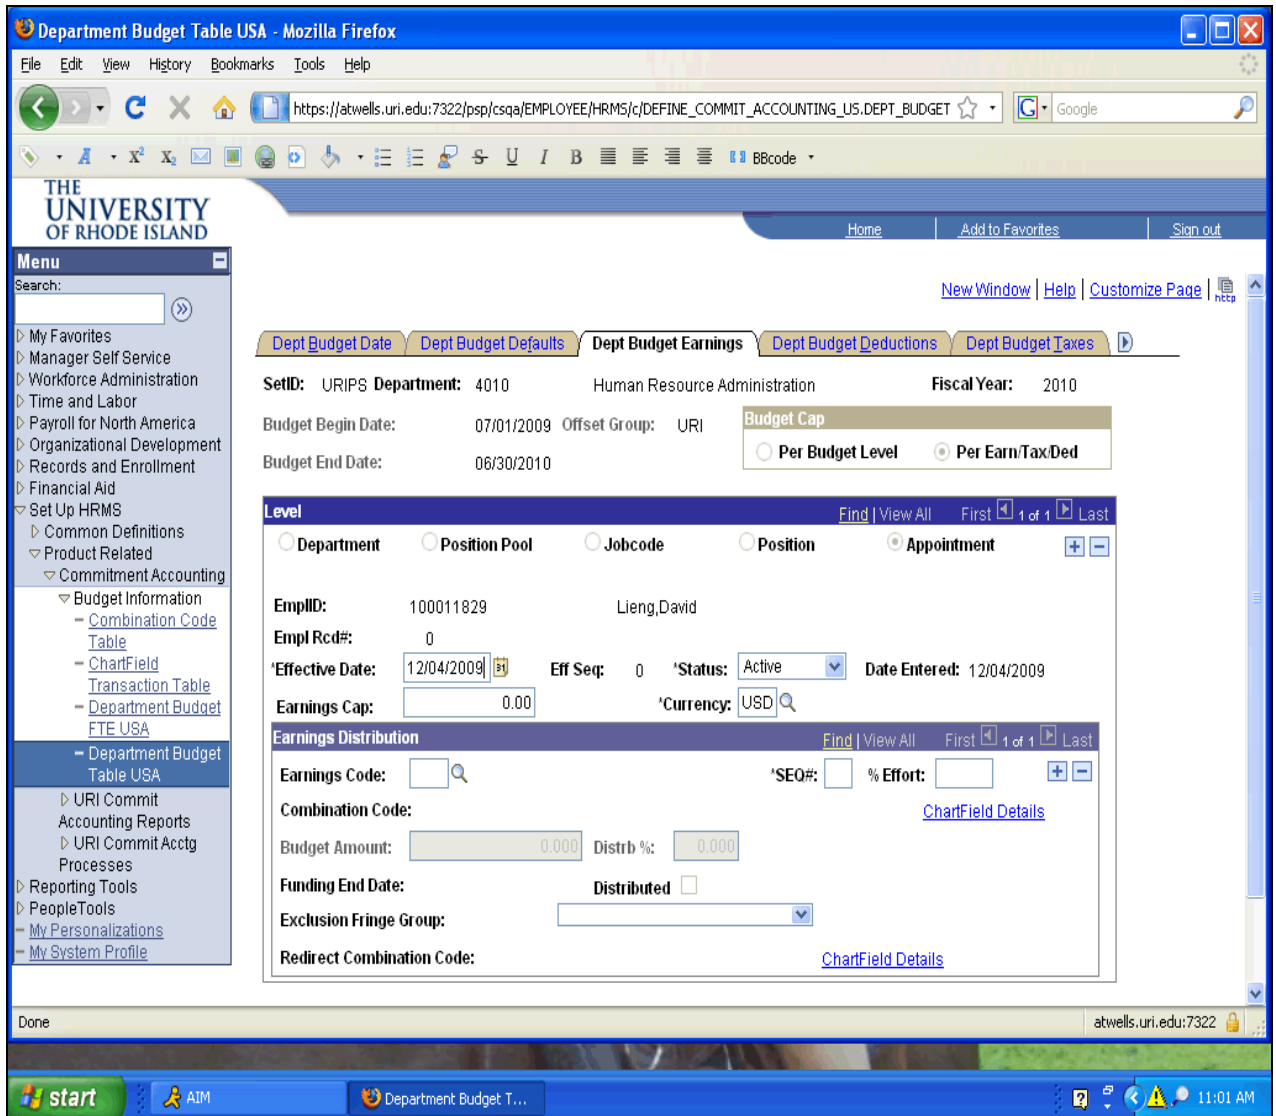 Department Budget Table USA - Mozilla Firefox
File Edit View History Bookmarks Tools Help
https://atwells.uri.edu:7322/psp/csqa/EMPLOYEE/HRMS/c/DEFINE_COMMIT_ACCOUNTING_US.DEPT_BUDGET
G Google
A X² X₂ S U I B BBcode
THE
UNIVERSITY
OF RHODE ISLAND
Home Add to Favorites Sign out
Menu
Search:
New Window | Help | Customize Page | http
My Favorites
Manager Self Service
Workforce Administration
Time and Labor
Payroll for North America
Organizational Development
Records and Enrollment
Financial Aid
Set Up HRMS
Common Definitions
Product Related
Commitment Accounting
Budget Information
Combination Code
Table
ChartField
Transaction Table
Department Budget
FTE USA
Department Budget
Table USA
URI Commit
Accounting Reports
URI Commit Acctg
Processes
Reporting Tools
PeopleTools
My Personalizations
My System Profile
Dept Budget Date Dept Budget Defaults Dept Budget Earnings Dept Budget Deductions Dept Budget Taxes
SetID: URIPS Department: 4010 Human Resource Administration Fiscal Year: 2010
Budget Begin Date: 07/01/2009 Offset Group: URI
Budget Cap
Per Budget Level Per Earn/Tax/Ded
Budget End Date: 06/30/2010
Level Find | View All First 1 of 1 Last
Department Position Pool Jobcode Position Appointment
EmplID: 100011829 Lieng,David
Empl Rcd#: 0
*Effective Date: 12/04/2009 31 Eff Seq: 0 *Status: Active Date Entered: 12/04/2009
Earnings Cap: 0.00 *Currency: USD
Earnings Distribution Find | View All First 1 of 1 Last
Earnings Code: *SEQ#: % Effort:
Combination Code: ChartField Details
Budget Amount: 0.000 Distrb %: 0.000
Funding End Date: Distributed
Exclusion Fringe Group:
Redirect Combination Code: ChartField Details
Done atwells.uri.edu:7322
start AIM Department Budget T... 11:01 AM